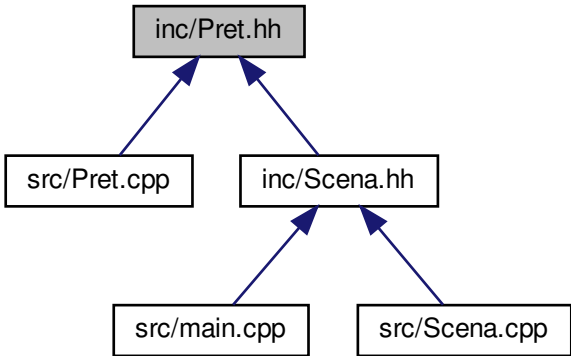 inc/Pret.hh
src/Pret.cpp
inc/Scena.hh
src/main.cpp
src/Scena.cpp